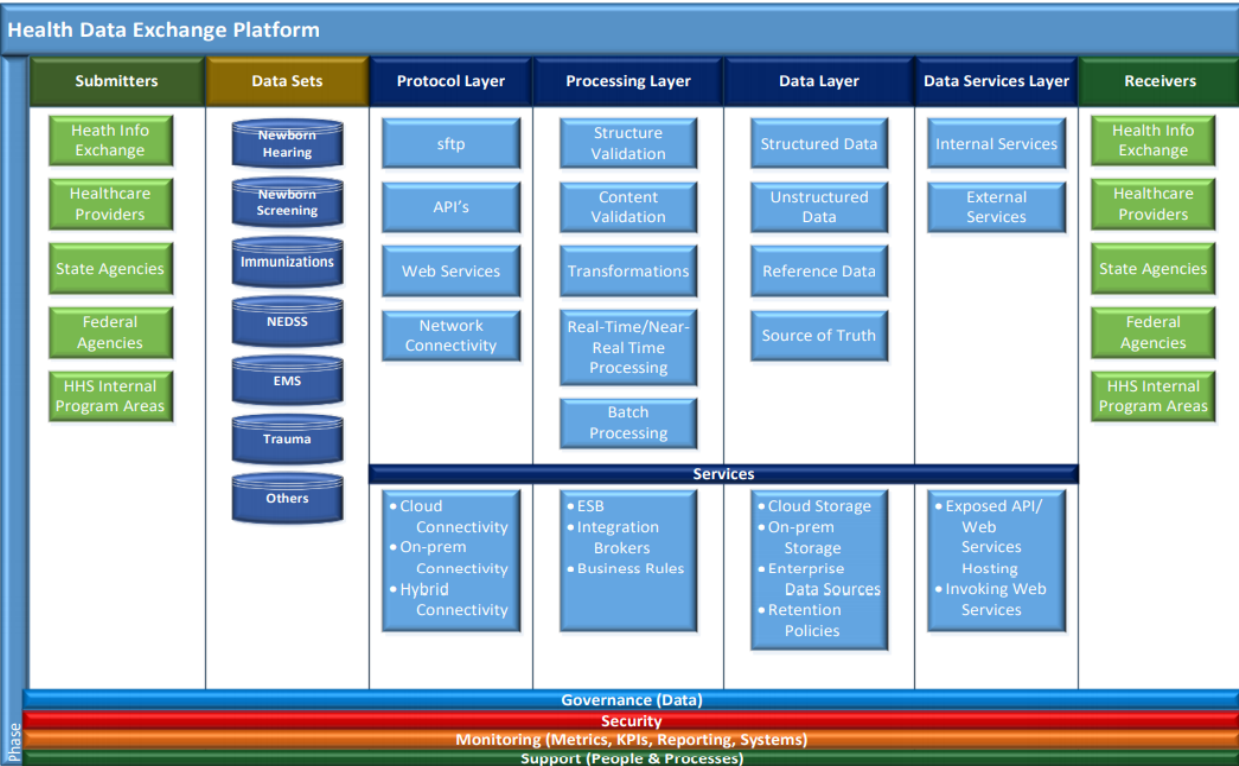 Health Data Exchange Platform
Submitters
Data Sets
Protocol Layer
Processing Layer
Data Layer
Data Services Layer
Receivers
Heath Info
Exchange
Healthcare
Providers
State Agencies
Federal
Agencies
HHS Internal
Program Areas
Newborn
Hearing
Newborn
Screening
Immunizations
NEDSS
EMS
Trauma
Others
sftp
API's
Web Services
Network
Connectivity
Structure
Validation
Content
Validation
Transformations
Real-Time/Near-
Real Time
Processing
Batch
Processing
Structured Data
Unstructured
Data
Reference Data
Source of Truth
Internal Services
External
Services
Health Info
Exchange
Healthcare
Providers
State Agencies
Federal
Agencies
HHS Internal
Program Areas
Services
• Cloud
Connectivity
• On-prem
Connectivity
• Hybrid
Connectivity
• ESB
• Integration
Brokers
• Business Rules
• Cloud Storage
• On-prem
Storage
• Enterprise
Data Sources
• Retention
Policies
• Exposed API/
Web
Services
Hosting
• Invoking Web
Services
Governance (Data)
Security
Monitoring (Metrics, KPIs, Reporting, Systems)
Support (People & Processes)
Phase